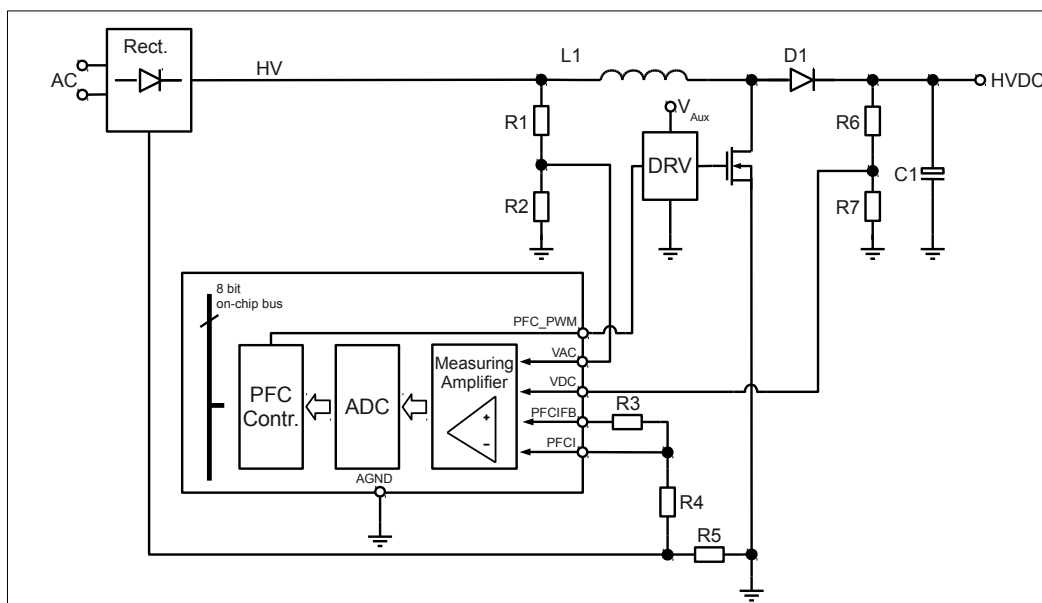 Rect.
AC
HV
L1
D1
HVDC
R1
V Aux
R6
DRV
C1
R2
R7
8 bit
on-chip bus
PFC_PWM
VAC
Measuring
Amplifier
VDC
PFC
Contr.
ADC
+
-
PFCIFB
R3
PFCI
AGND
R4
R5